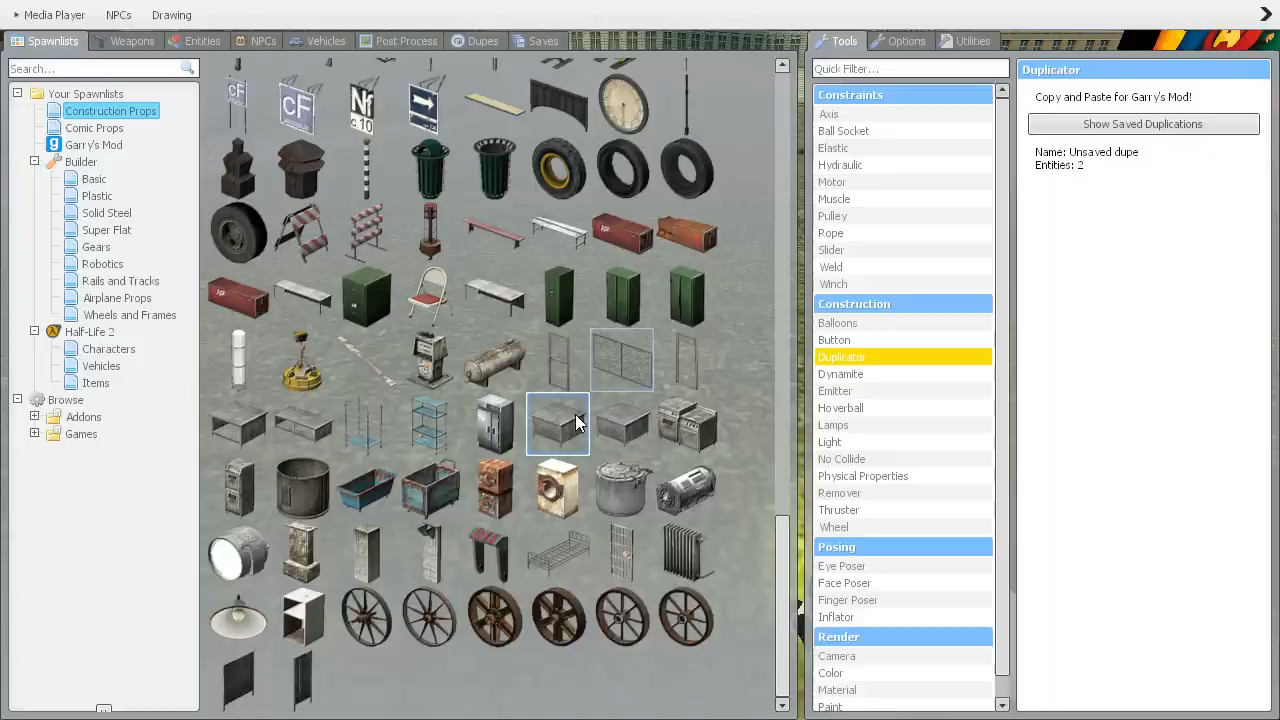 Media Player NPCs Drawing
Spawnlists Weapons Entities NPCs Vehicles Post Process Dupes Saves
Tools Options Utilities
Search...
Your Spawnlists
Construction Props
Comic Props
Garry's Mod
Builder
Basic
Plastic
Solid Steel
Super Flat
Gears
Robotics
Rails and Tracks
Airplane Props
Wheels and Frames
Half-Life 2
Characters
Vehicles
Items
Browse
Addons
Games
CF
CF
Nf
C 10
Quick Filter...
Constraints
Axis
Ball Socket
Elastic
Hydraulic
Motor
Muscle
Pulley
Rope
Slider
Weld
Winch
Construction
Balloons
Button
Duplicator
Dynamite
Emitter
Hoverball
Lamps
Light
No Collide
Physical Properties
Remover
Thruster
Wheel
Posing
Eye Poser
Face Poser
Finger Poser
Inflator
Render
Camera
Color
Material
Paint
Duplicator
Copy and Paste for Garry's Mod!
Show Saved Duplications
Name: Unsaved dupe
Entities: 2